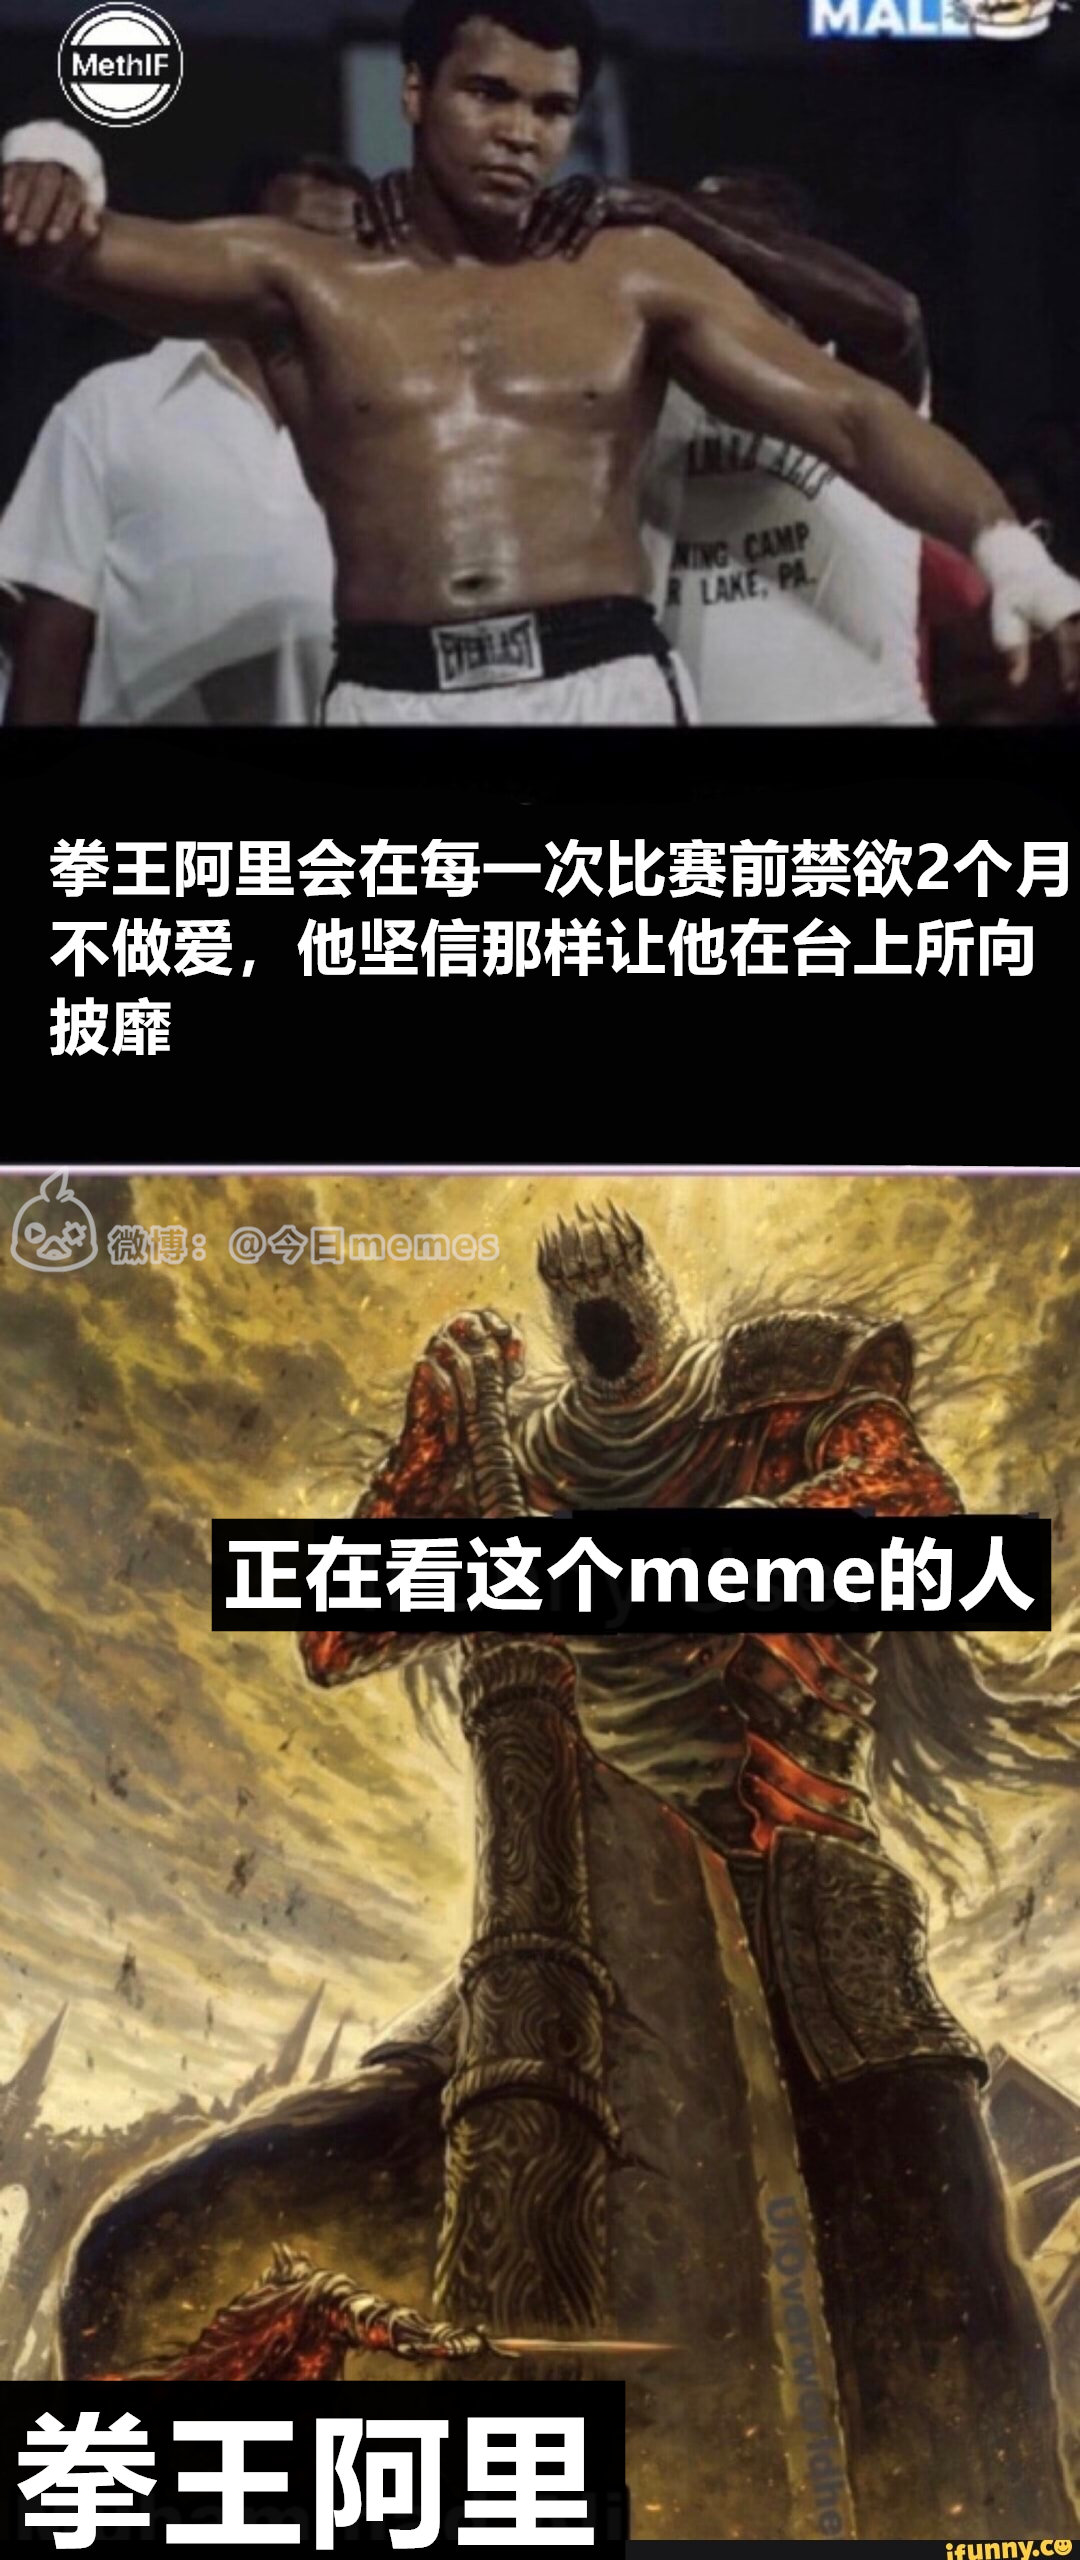 MALE
MethIF
EVERLAST
CAMP
LAKE, PA.
拳王阿里会在每一次比赛前禁欲2个月
不做爱，他坚信那样让他在台上所向
披靡
微博：@今日memes
正在看这个meme的人
拳王阿里
ifunny.co